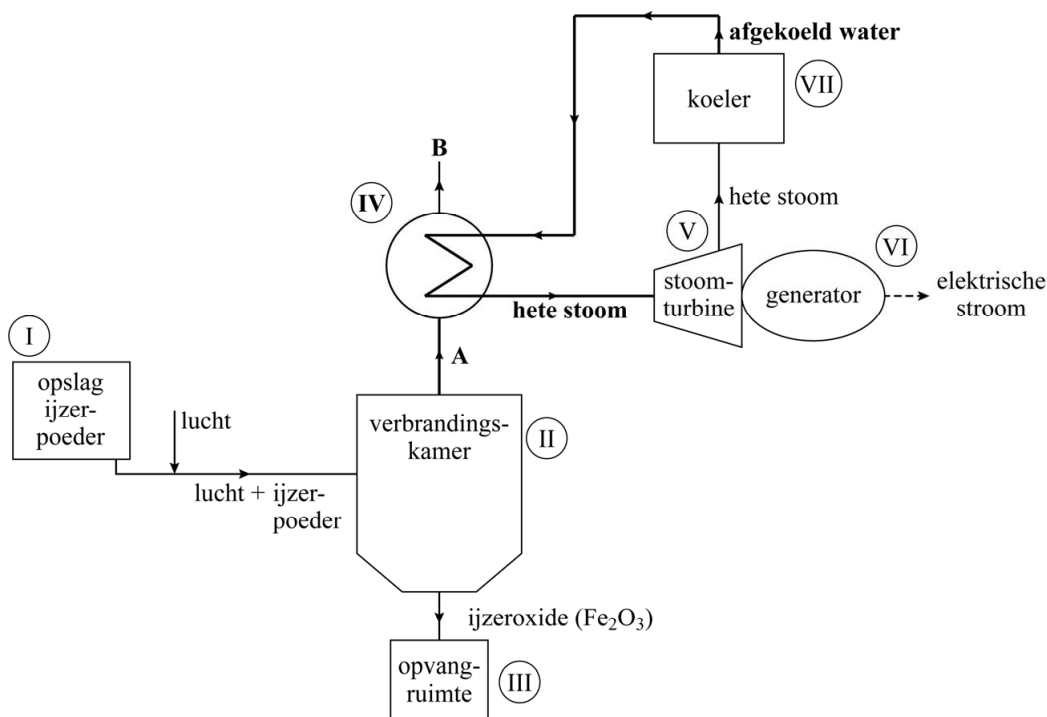 afgekoeld water
VII
koeler
B
IV
hete stoom
V
VI
stoom-
turbine
generator
elektrische
stroom
hete stoom
I
A
opslag
ijzer-
poeder
lucht
verbrandings-
kamer
II
lucht + ijzer-
poeder
ijzeroxide (Fe₂O₃)
opvang-
ruimte
III